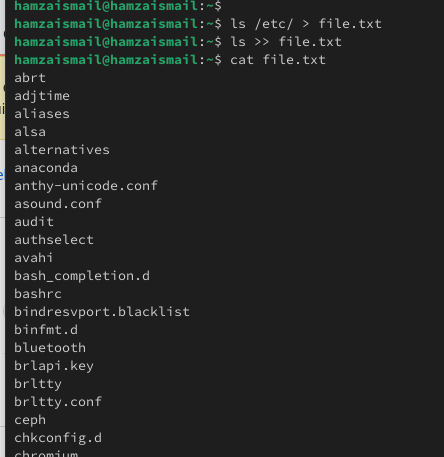 hamzaismail@hamzaismail:~$
hamzaismail@hamzaismail:~$ ls /etc/ > file.txt
hamzaismail@hamzaismail:~$ ls >> file.txt
hamzaismail@hamzaismail:~$ cat file.txt
abrt
adjtime
aliases
alsa
alternatives
anaconda
anthy-unicode.conf
asound.conf
audit
authselect
avahi
bash_completion.d
bashrc
bindresvport.blacklist
binfmt.d
bluetooth
brlapi.key
brltty
brltty.conf
ceph
chkconfig.d
chromium